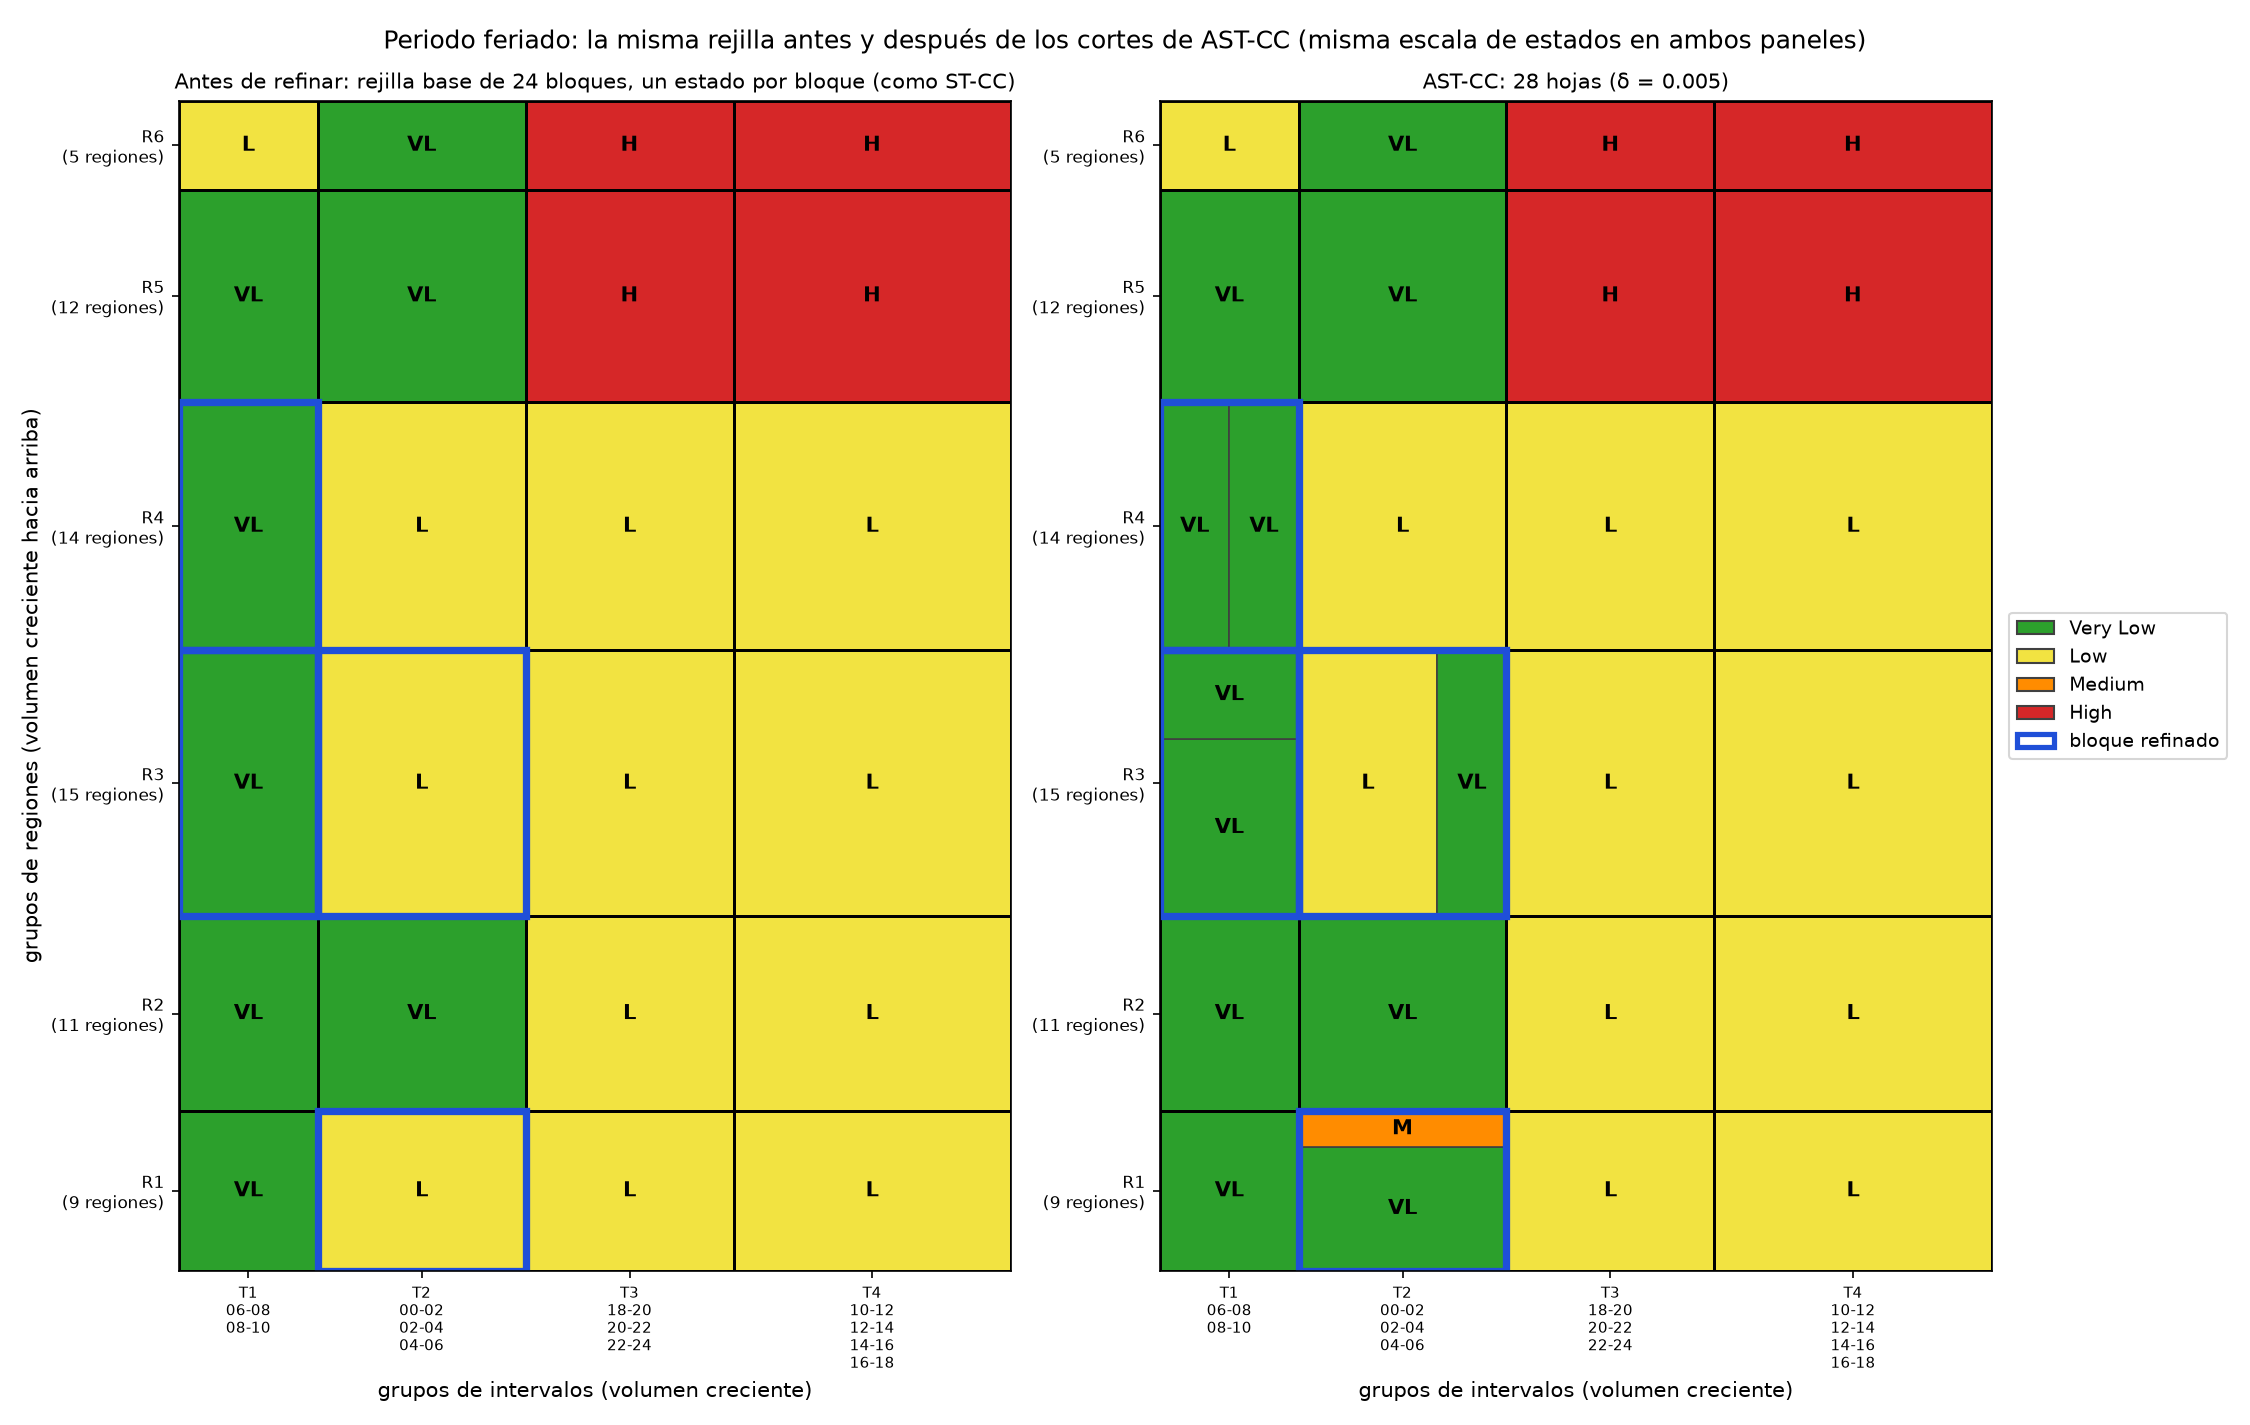 Periodo feriado: la misma rejilla antes y después de los cortes de AST-CC (misma escala de estados en ambos paneles)
Antes de refinar: rejilla base de 24 bloques, un estado por bloque (como ST-CC)
grupos de regiones (volumen creciente hacia arriba)
R6
(5 regiones)
L VL H H
R5
(12 regiones)
VL VL H H
R4
(14 regiones)
VL L L L
R3
(15 regiones)
VL L L L
R2
(11 regiones)
VL VL L L
R1
(9 regiones)
VL L L L
T1 T2 T3 T4
06-08 00-02 18-20 10-12
08-10 02-04 20-22 12-14
04-06 22-24 14-16
16-18
grupos de intervalos (volumen creciente)
AST-CC: 28 hojas (δ = 0.005)
R6
(5 regiones)
L VL H H
R5
(12 regiones)
VL VL H H
R4
(14 regiones)
VL VL L L L
VL
R3
(15 regiones)
L VL L L
VL
R2
(11 regiones)
VL VL L L
M
R1
(9 regiones)
VL L L
VL
T1 T2 T3 T4
06-08 00-02 18-20 10-12
08-10 02-04 20-22 12-14
04-06 22-24 14-16
16-18
grupos de intervalos (volumen creciente)
Very Low
Low
Medium
High
bloque refinado